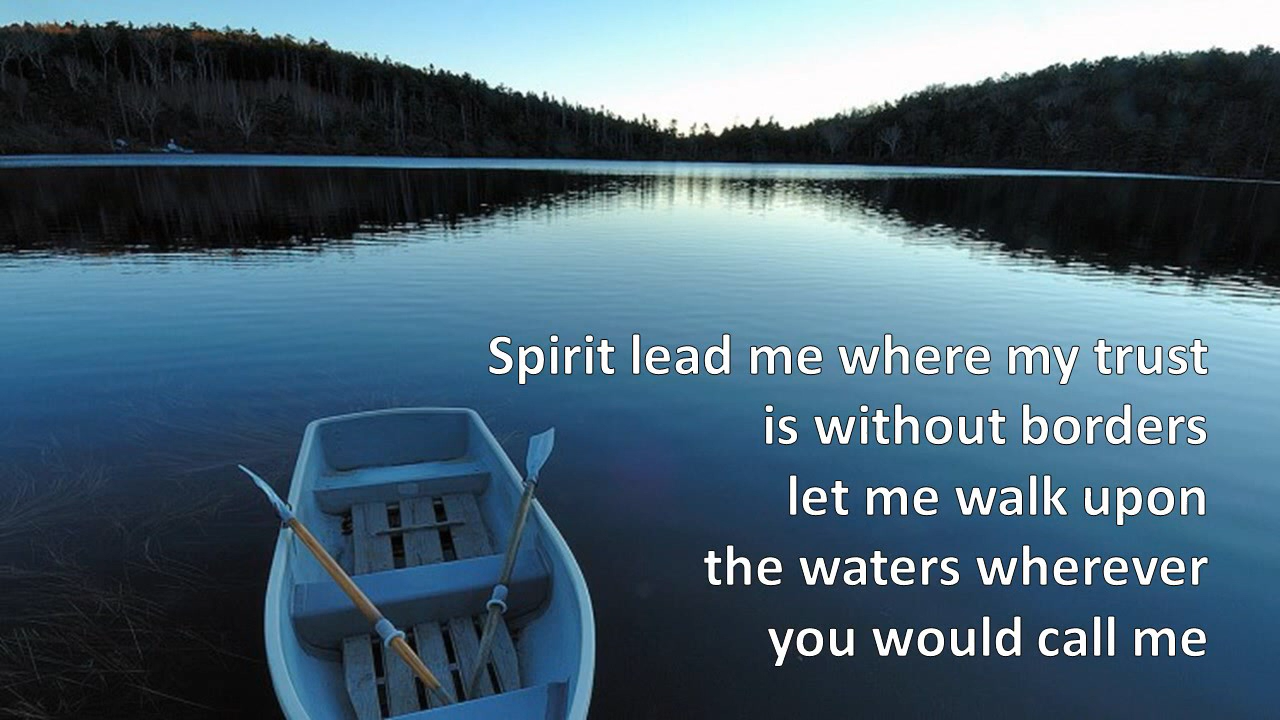 Spirit lead me where my trust
is without borders
let me walk upon
the waters wherever
you would call me